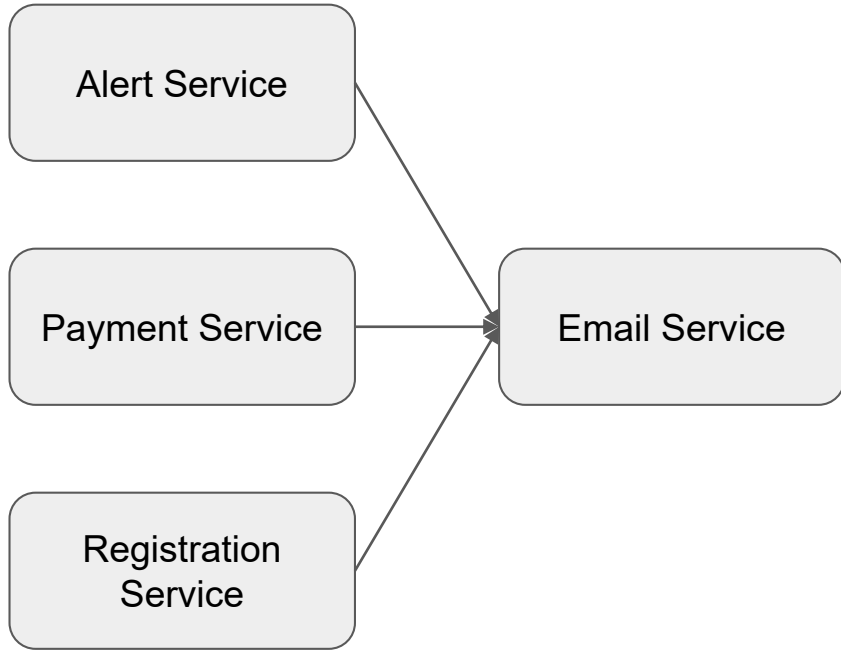 Alert Service
Payment Service
Email Service
Registration
Service